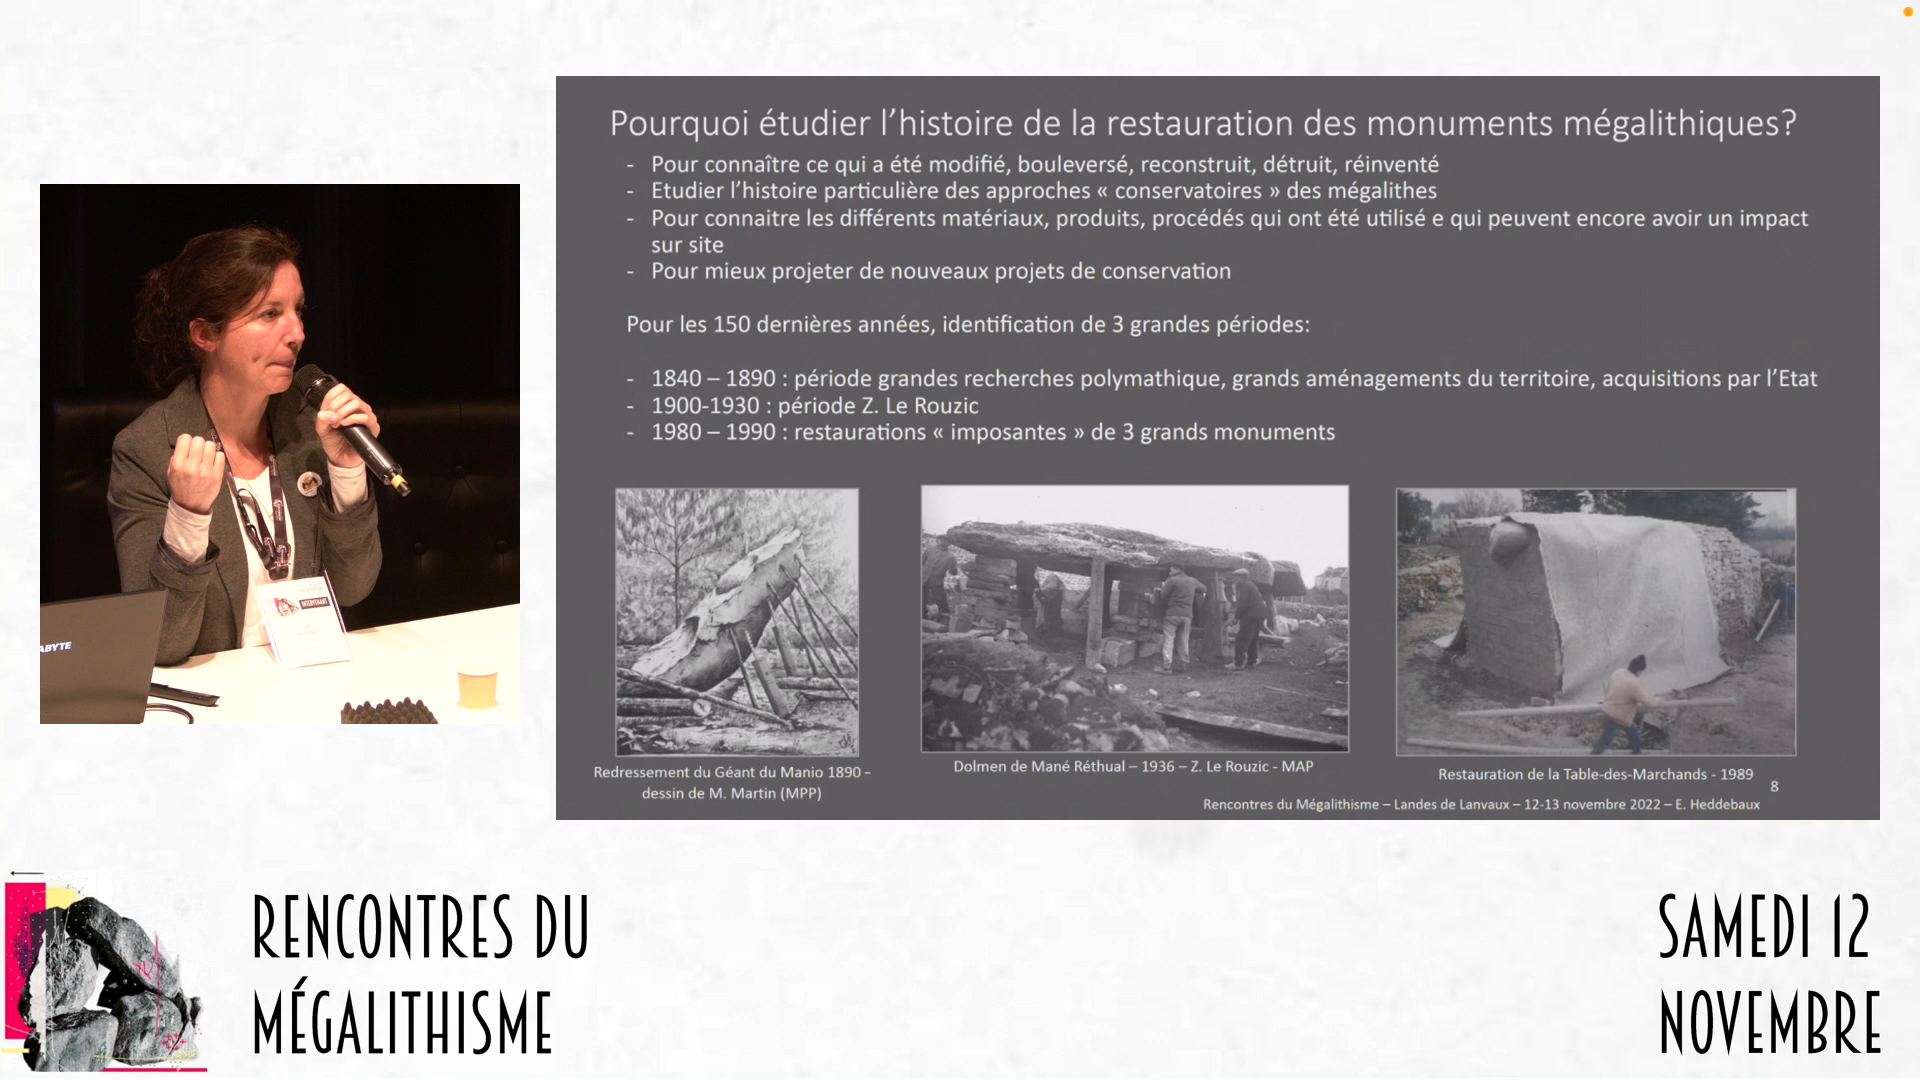 Pourquoi étudier l’histoire de la restauration des monuments mégalithiques?
- Pour connaître ce qui a été modifié, bouleversé, reconstruit, détruit, réinventé
- Etudier l’histoire particulière des approches « conservatoires » des mégalithes
- Pour connaitre les différents matériaux, produits, procédés qui ont été utilisé e qui peuvent encore avoir un impact
sur site
- Pour mieux projeter de nouveaux projets de conservation
Pour les 150 dernières années, identification de 3 grandes périodes:
- 1840 – 1890 : période grandes recherches polymathique, grands aménagements du territoire, acquisitions par l’Etat
- 1900-1930 : période Z. Le Rouzic
- 1980 – 1990 : restaurations « imposantes » de 3 grands monuments
Redressement du Géant du Manio 1890 -
dessin de M. Martin (MPP)
Dolmen de Mané Réthual – 1936 – Z. Le Rouzic - MAP
Restauration de la Table-des-Marchands - 1989
8
Rencontres du Mégalithisme – Landes de Lanvaux – 12-13 novembre 2022 – E. Heddebaux
INTERVENANT
ABYTE
RENCONTRES DU
MÉGALITHISME
SAMEDI 12
NOVEMBRE